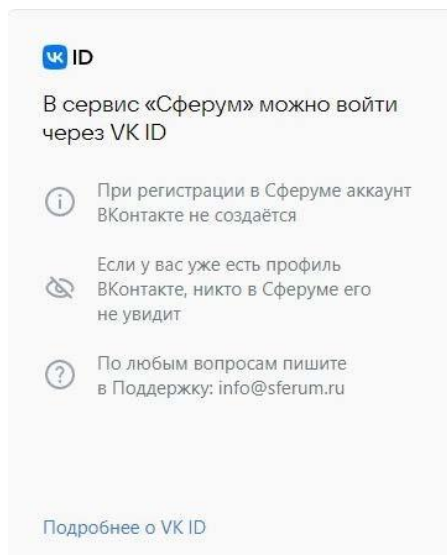 VK ID
В сервис «Сферум» можно войти
через VK ID
При регистрации в Сферуме аккаунт
ВКонтакте не создаётся
Если у вас уже есть профиль
ВКонтакте, никто в Сферуме его
не увидит
По любым вопросам пишите
в Поддержку: info@sferum.ru
Подробнее о VK ID